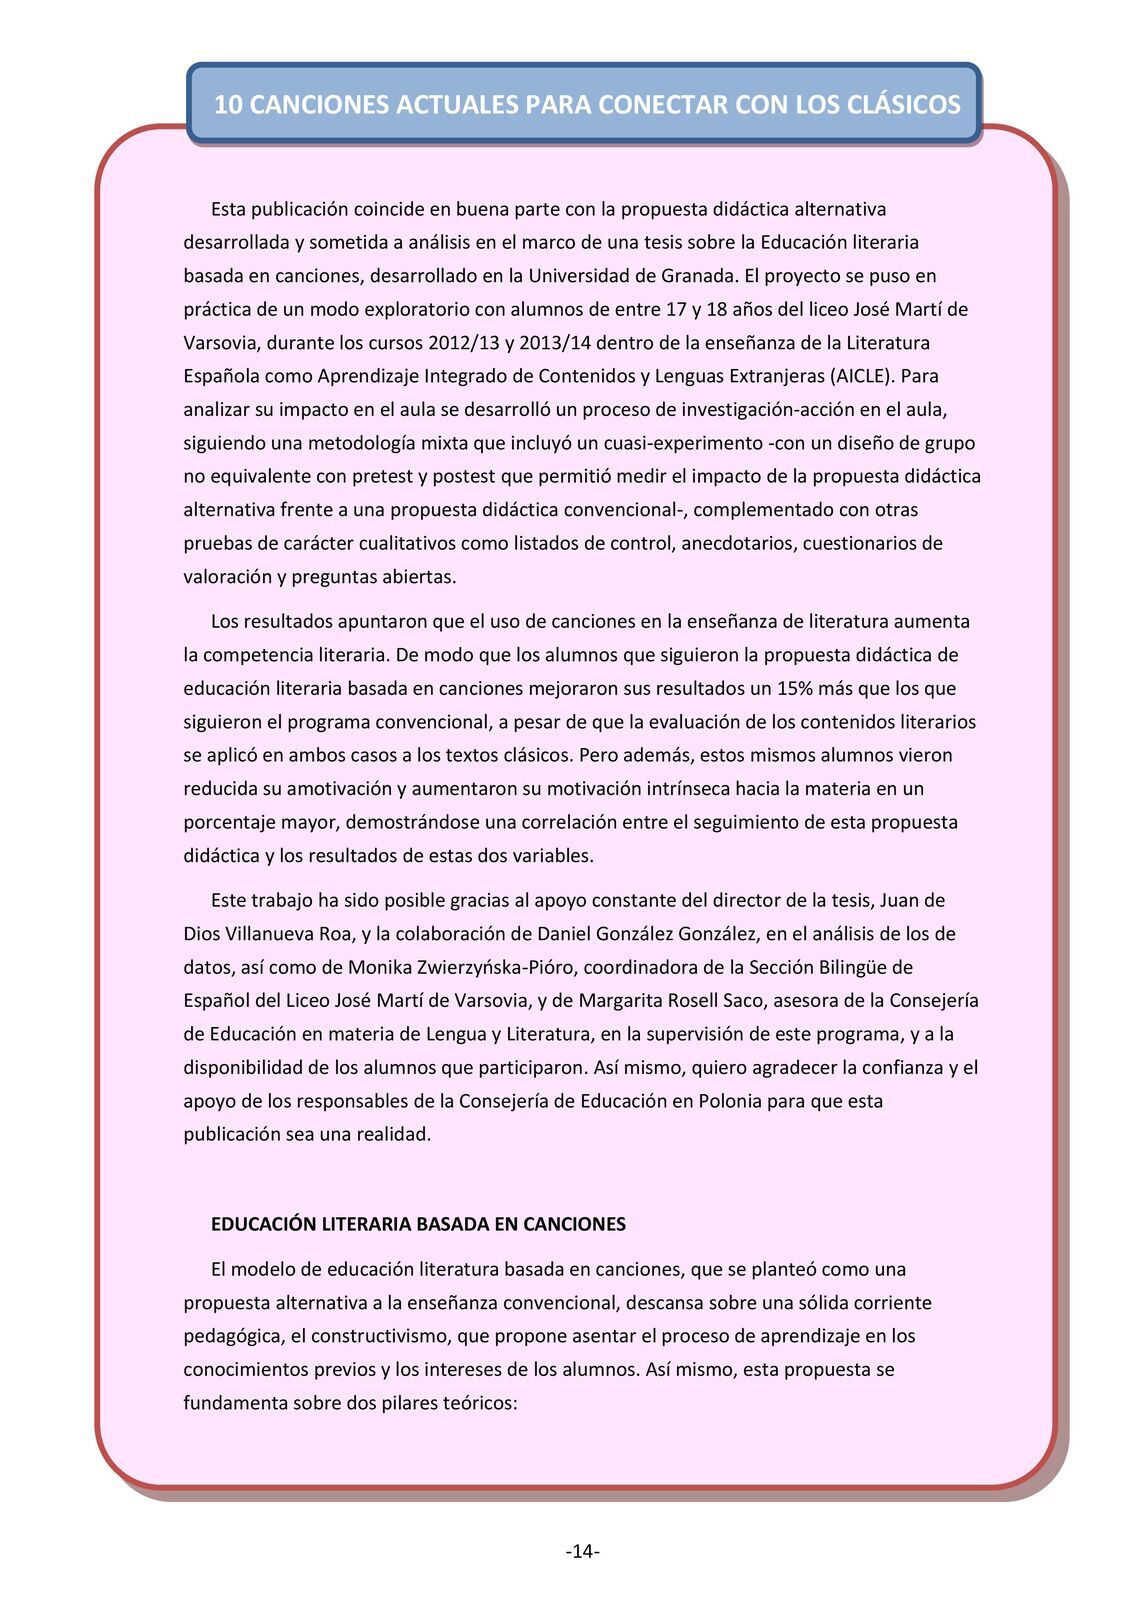 10 CANCIONES ACTUALES PARA CONECTAR CON LOS CLÁSICOS
Esta publicación coincide en buena parte con la propuesta didáctica alternativa
desarrollada y sometida a análisis en el marco de una tesis sobre la Educación literaria
basada en canciones, desarrollado en la Universidad de Granada. El proyecto se puso en
práctica de un modo exploratorio con alumnos de entre 17 y 18 años del liceo José Martí de
Varsovia, durante los cursos 2012/13 y 2013/14 dentro de la enseñanza de la Literatura
Española como Aprendizaje Integrado de Contenidos y Lenguas Extranjeras (AICLE). Para
analizar su impacto en el aula se desarrolló un proceso de investigación-acción en el aula,
siguiendo una metodología mixta que incluyó un cuasi-experimento -con un diseño de grupo
no equivalente con pretest y postest que permitió medir el impacto de la propuesta didáctica
alternativa frente a una propuesta didáctica convencional-, complementado con otras
pruebas de carácter cualitativos como listados de control, anecdotarios, cuestionarios de
valoración y preguntas abiertas.
Los resultados apuntaron que el uso de canciones en la enseñanza de literatura aumenta
la competencia literaria. De modo que los alumnos que siguieron la propuesta didáctica de
educación literaria basada en canciones mejoraron sus resultados un 15% más que los que
siguieron el programa convencional, a pesar de que la evaluación de los contenidos literarios
se aplicó en ambos casos a los textos clásicos. Pero además, estos mismos alumnos vieron
reducida su amotivación y aumentaron su motivación intrínseca hacia la materia en un
porcentaje mayor, demostrándose una correlación entre el seguimiento de esta propuesta
didáctica y los resultados de estas dos variables.
Este trabajo ha sido posible gracias al apoyo constante del director de la tesis, Juan de
Dios Villanueva Roa, y la colaboración de Daniel González González, en el análisis de los de
datos, así como de Monika Zwierzyńska-Pióro, coordinadora de la Sección Bilingüe de
Español del Liceo José Martí de Varsovia, y de Margarita Rosell Saco, asesora de la Consejería
de Educación en materia de Lengua y Literatura, en la supervisión de este programa, y a la
disponibilidad de los alumnos que participaron. Así mismo, quiero agradecer la confianza y el
apoyo de los responsables de la Consejería de Educación en Polonia para que esta
publicación sea una realidad.
EDUCACIÓN LITERARIA BASADA EN CANCIONES
El modelo de educación literatura basada en canciones, que se planteó como una
propuesta alternativa a la enseñanza convencional, descansa sobre una sólida corriente
pedagógica, el constructivismo, que propone asentar el proceso de aprendizaje en los
conocimientos previos y los intereses de los alumnos. Así mismo, esta propuesta se
fundamenta sobre dos pilares teóricos:
-14-